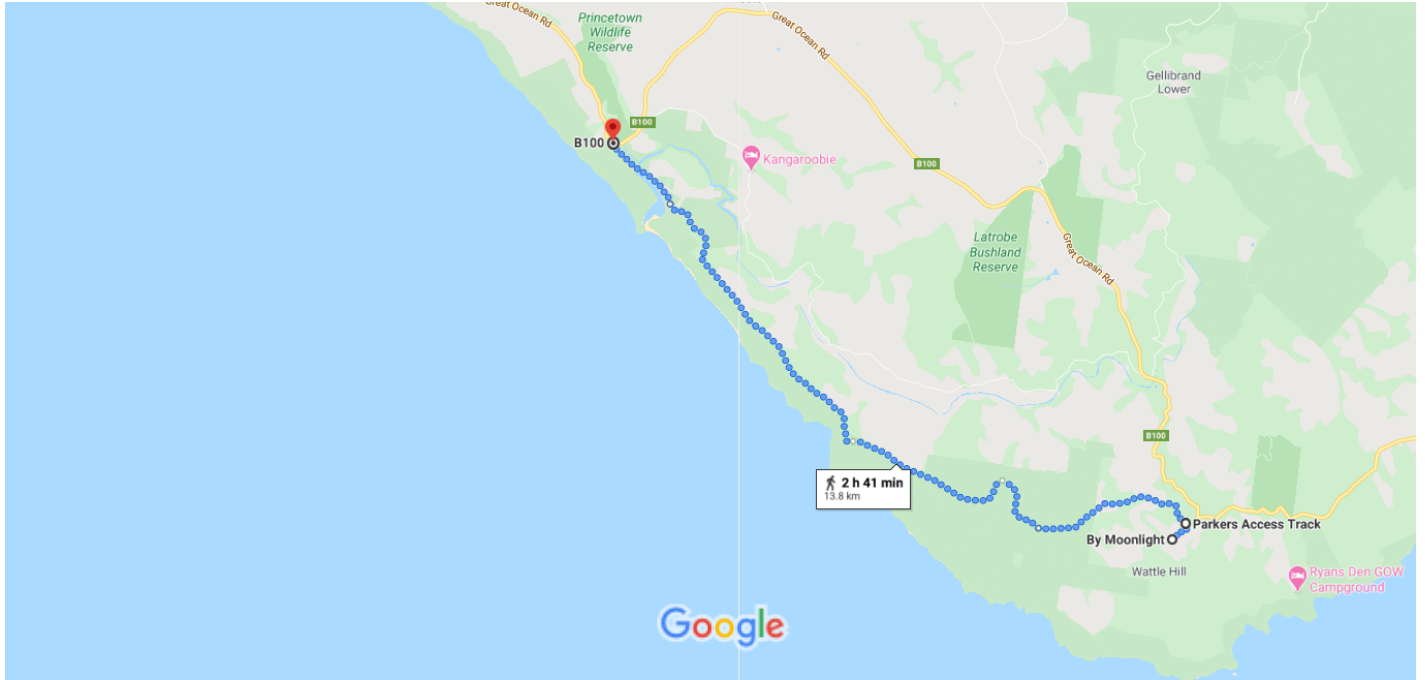 Great Ocean Rd
Princetown
Wildlife
Reserve
Great Ocean Rd
Gellibrand
Lower
B100
B100
Kangaroobie
B100
Latrobe
Bushland
Reserve
Great Ocean Rd
B100
2 h 41 min
13.8 km
Parkers Access Track
By Moonlight
Wattle Hill
Ryans Den GOW
Campground
Google